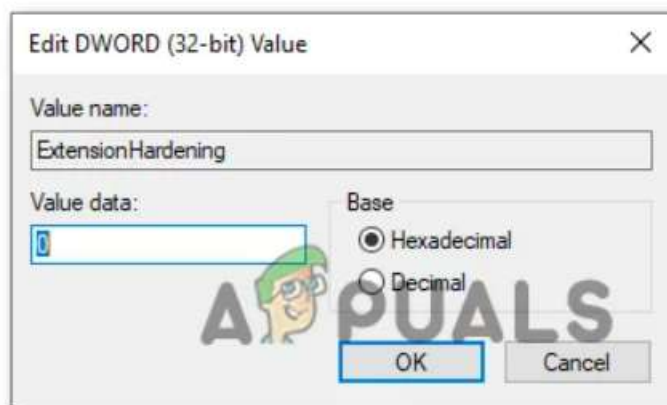 Edit DWORD (32-bit) Value
Value name:
ExtensionHardening
Value data:
0
Base
Hexadecimal
Decimal
APPUALS
OK
Cancel